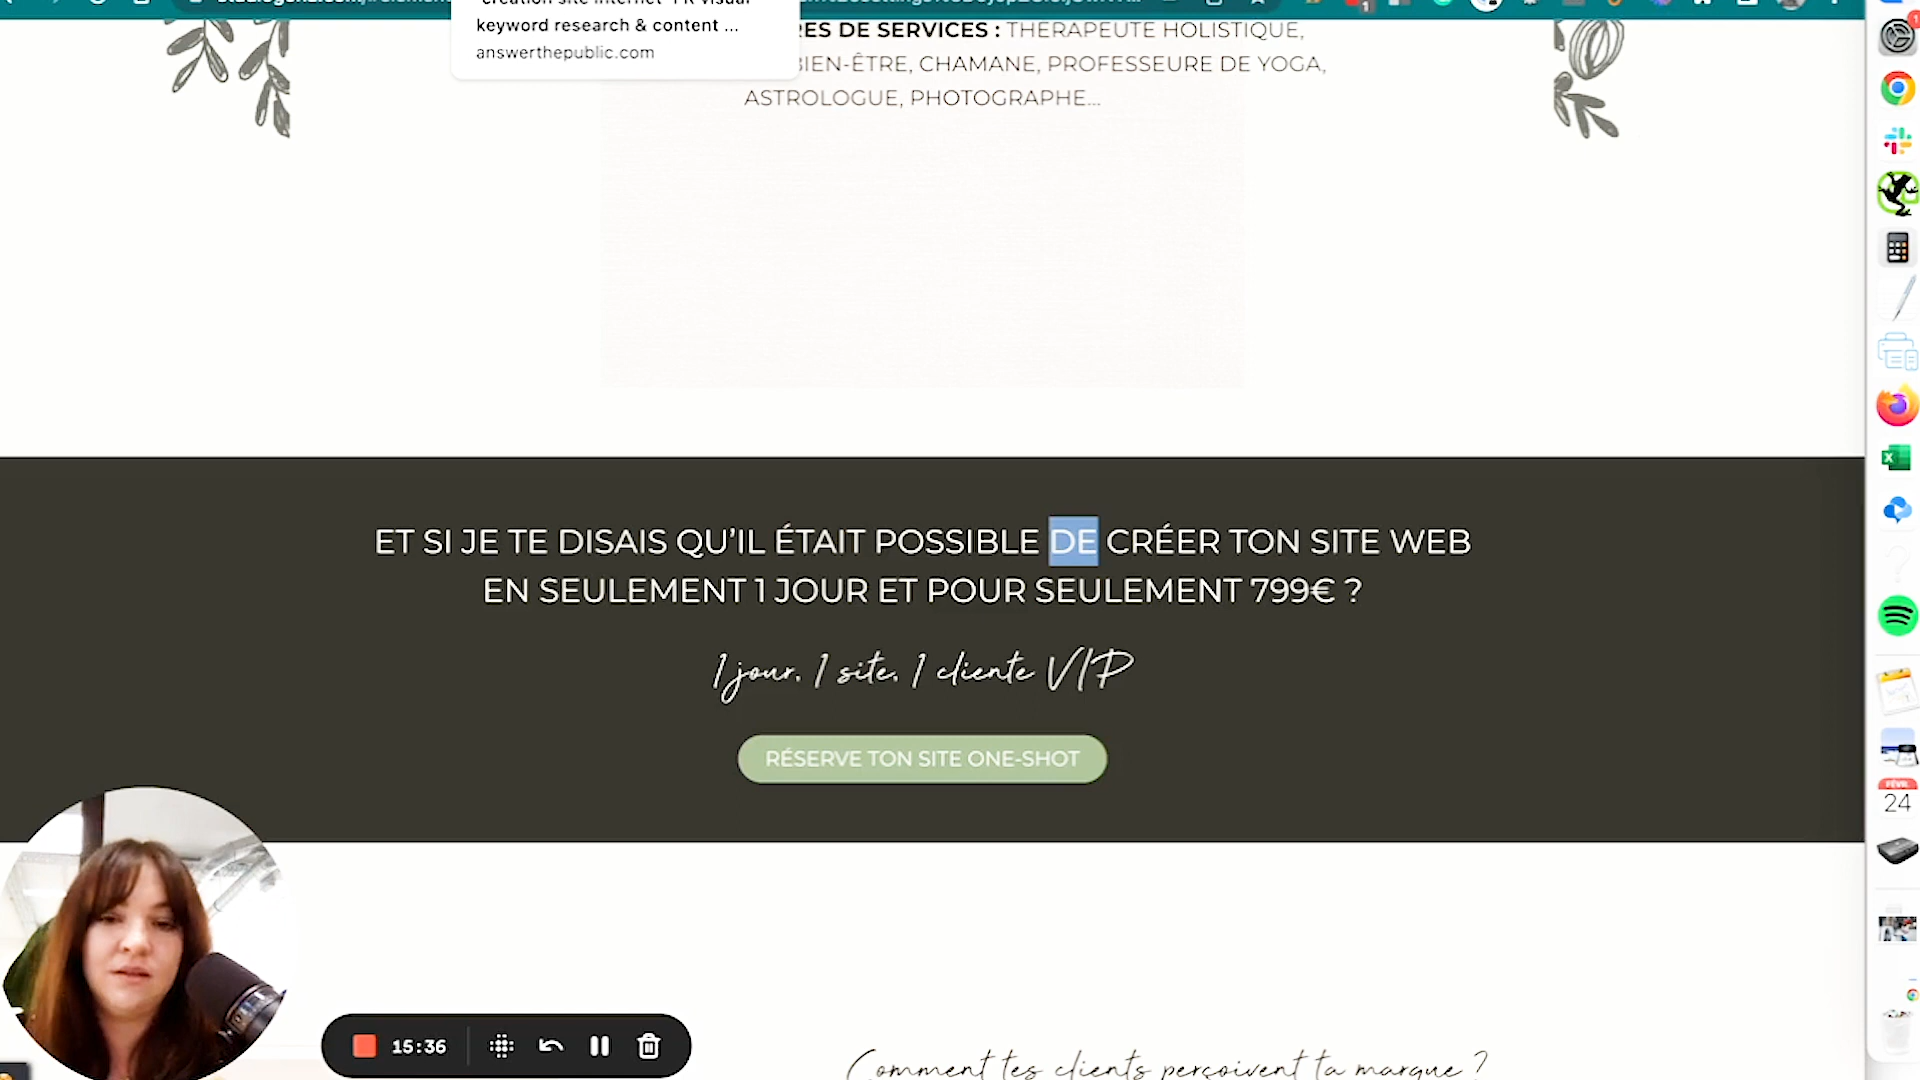 keyword research & content ...
answerthepublic.com
RES DE SERVICES : THÉRAPEUTE HOLISTIQUE,
BIEN-ÊTRE, CHAMANE, PROFESSEURE DE YOGA,
ASTROLOGUE, PHOTOGRAPHE...
ET SI JE TE DISAIS QU'IL ÉTAIT POSSIBLE DE CRÉER TON SITE WEB
EN SEULEMENT 1 JOUR ET POUR SEULEMENT 799€ ?
1 jour, 1 site, 1 cliente VIP
RÉSERVE TON SITE ONE-SHOT
FÉVR.
24
15:36
Comment tes clients perçoivent ta marque ?